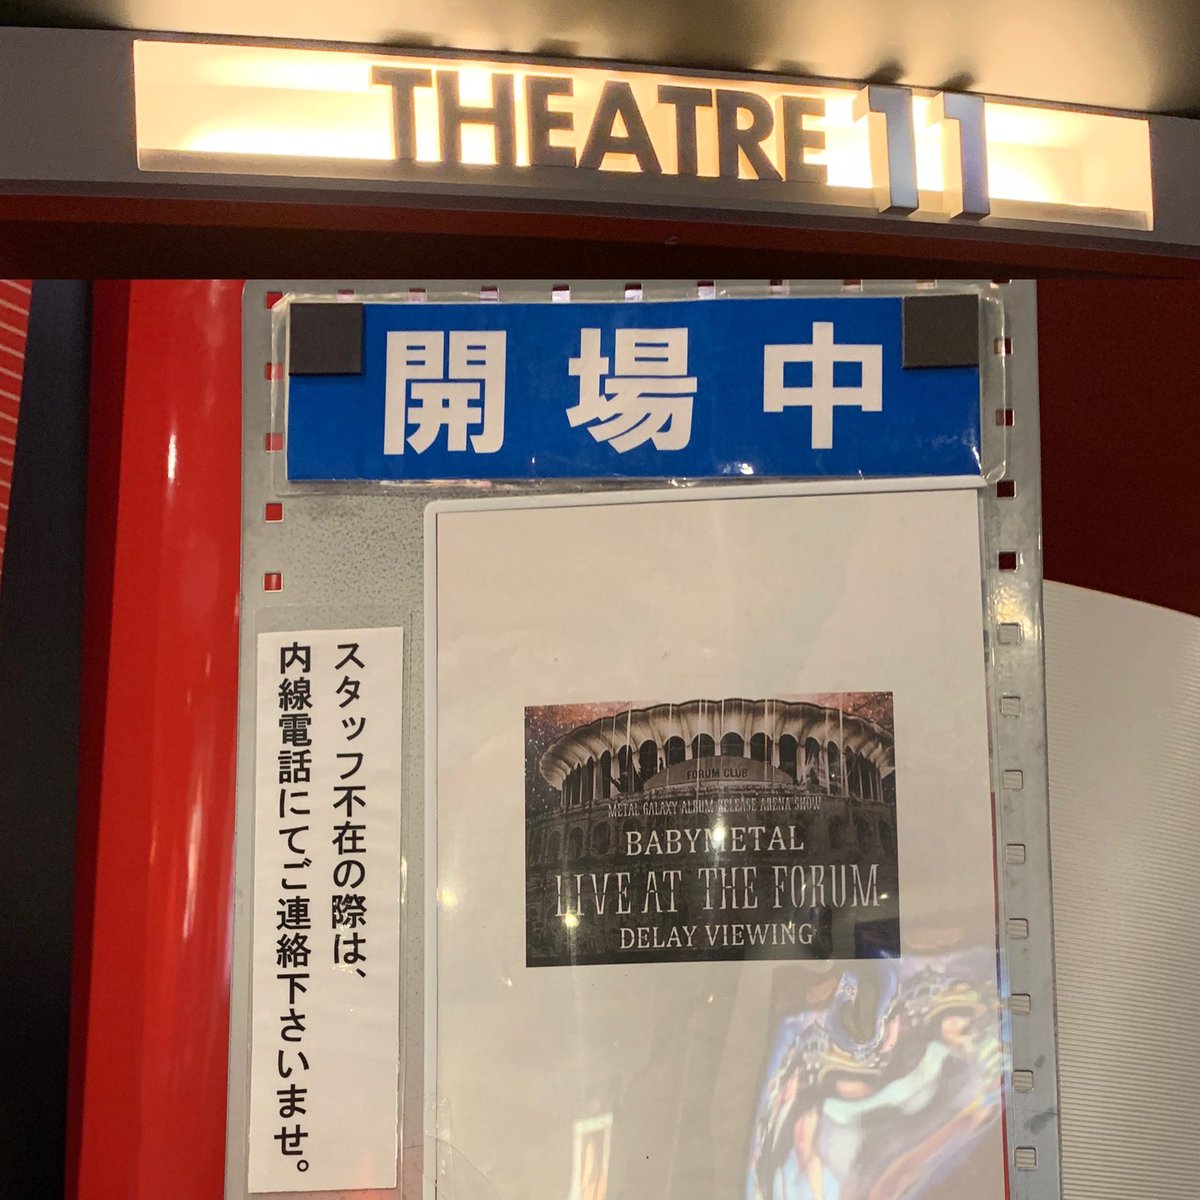 THEATRE 11
開場中
スタッフ不在の際は、
内線電話にてご連絡下さいませ。
FORUM CLUB
METAL GALAXY ALBUM RELEASE ARENA SHOW
BABYMETAL
LIVE AT THE FORUM
DELAY VIEWING